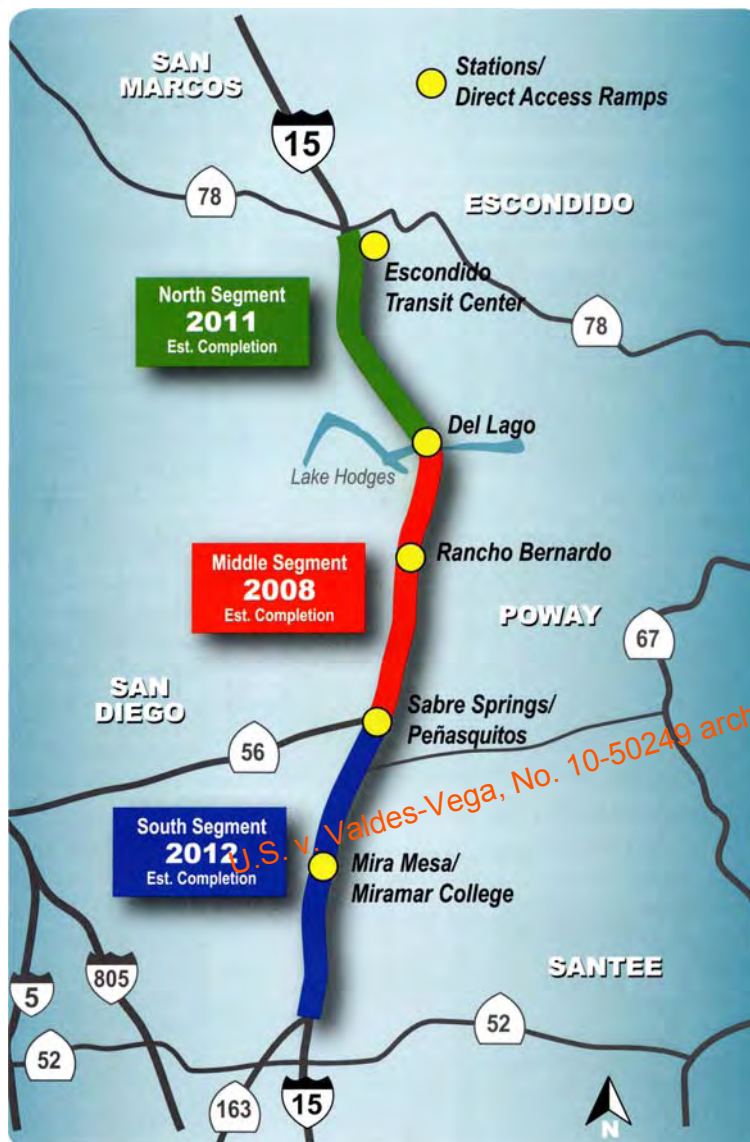 SAN
MARCOS
Stations/
Direct Access Ramps
15
78
ESCONDIDO
Escondido
Transit Center
North Segment
2011
Est. Completion
78
Del Lago
Lake Hodges
Rancho Bernardo
Middle Segment
2008
Est. Completion
POWAY
67
SAN
DIEGO
Sabre Springs/
Peñasquitos
56
U.S. v. Valdes-Vega, No. 10-50249 arch
South Segment
2012
Est. Completion
Mira Mesa/
Miramar College
SANTEE
805
5
52
52
163
15
N